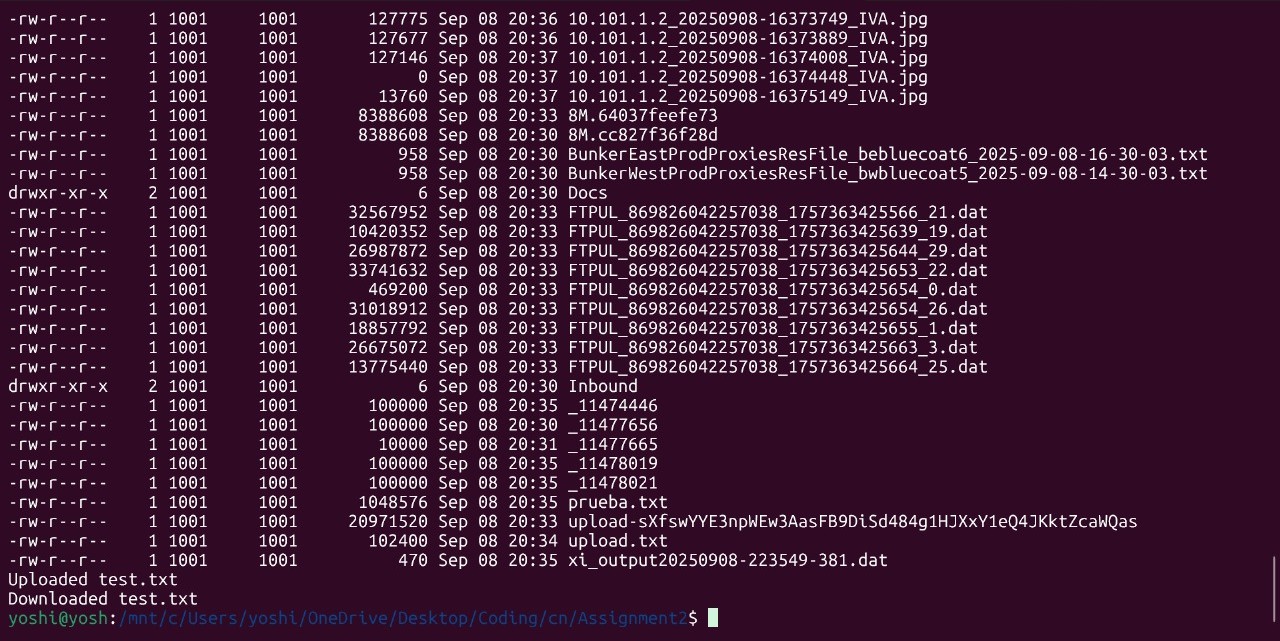 -rw-r--r-- 1 1001 1001 127775 Sep 08 20:36 10.101.1.2_20250908-16373749_IVA.jpg
-rw-r--r-- 1 1001 1001 127677 Sep 08 20:36 10.101.1.2_20250908-16373889_IVA.jpg
-rw-r--r-- 1 1001 1001 127146 Sep 08 20:37 10.101.1.2_20250908-16374008_IVA.jpg
-rw-r--r-- 1 1001 1001 0 Sep 08 20:37 10.101.1.2_20250908-16374448_IVA.jpg
-rw-r--r-- 1 1001 1001 13760 Sep 08 20:37 10.101.1.2_20250908-16375149_IVA.jpg
-rw-r--r-- 1 1001 1001 8388608 Sep 08 20:33 8M.64037feefe73
-rw-r--r-- 1 1001 1001 8388608 Sep 08 20:30 8M.cc827f36f28d
-rw-r--r-- 1 1001 1001 958 Sep 08 20:30 BunkerEastProdProxiesResFile_bebluecoat6_2025-09-08-16-30-03.txt
-rw-r--r-- 1 1001 1001 958 Sep 08 20:30 BunkerWestProdProxiesResFile_bwbluecoat5_2025-09-08-14-30-03.txt
drwxr-xr-x 2 1001 1001 6 Sep 08 20:30 Docs
-rw-r--r-- 1 1001 1001 32567952 Sep 08 20:33 FTPUL_869826042257038_1757363425566_21.dat
-rw-r--r-- 1 1001 1001 10420352 Sep 08 20:33 FTPUL_869826042257038_1757363425639_19.dat
-rw-r--r-- 1 1001 1001 26987872 Sep 08 20:33 FTPUL_869826042257038_1757363425644_29.dat
-rw-r--r-- 1 1001 1001 33741632 Sep 08 20:33 FTPUL_869826042257038_1757363425653_22.dat
-rw-r--r-- 1 1001 1001 469200 Sep 08 20:33 FTPUL_869826042257038_1757363425654_0.dat
-rw-r--r-- 1 1001 1001 31018912 Sep 08 20:33 FTPUL_869826042257038_1757363425654_26.dat
-rw-r--r-- 1 1001 1001 18857792 Sep 08 20:33 FTPUL_869826042257038_1757363425655_1.dat
-rw-r--r-- 1 1001 1001 26675072 Sep 08 20:33 FTPUL_869826042257038_1757363425663_3.dat
-rw-r--r-- 1 1001 1001 13775440 Sep 08 20:33 FTPUL_869826042257038_1757363425664_25.dat
drwxr-xr-x 2 1001 1001 6 Sep 08 20:30 Inbound
-rw-r--r-- 1 1001 1001 100000 Sep 08 20:35 _11474446
-rw-r--r-- 1 1001 1001 100000 Sep 08 20:30 _11477656
-rw-r--r-- 1 1001 1001 10000 Sep 08 20:31 _11477665
-rw-r--r-- 1 1001 1001 100000 Sep 08 20:35 _11478019
-rw-r--r-- 1 1001 1001 100000 Sep 08 20:35 _11478021
-rw-r--r-- 1 1001 1001 1048576 Sep 08 20:35 prueba.txt
-rw-r--r-- 1 1001 1001 20971520 Sep 08 20:33 upload-sXfswYYE3npWEw3AasFB9DiSd484g1HJXxY1eQ4JKktZcaWQas
-rw-r--r-- 1 1001 1001 102400 Sep 08 20:34 upload.txt
-rw-r--r-- 1 1001 1001 470 Sep 08 20:35 xi_output20250908-223549-381.dat
Uploaded test.txt
Downloaded test.txt
yoshi@yosh:/mnt/c/Users/yoshi/OneDrive/Desktop/Coding/cn/Assignment2$